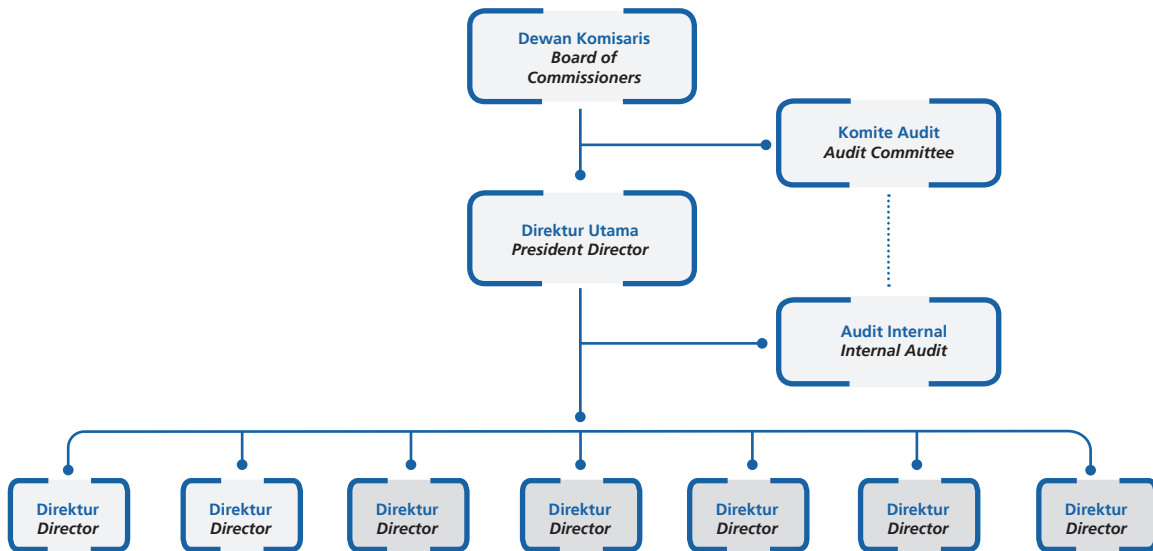 Dewan Komisaris
Board of
Commissioners
Komite Audit
Audit Committee
Direktur Utama
President Director
Audit Internal
Internal Audit
Direktur
Director
Direktur
Director
Direktur
Director
Direktur
Director
Direktur
Director
Direktur
Director
Direktur
Director